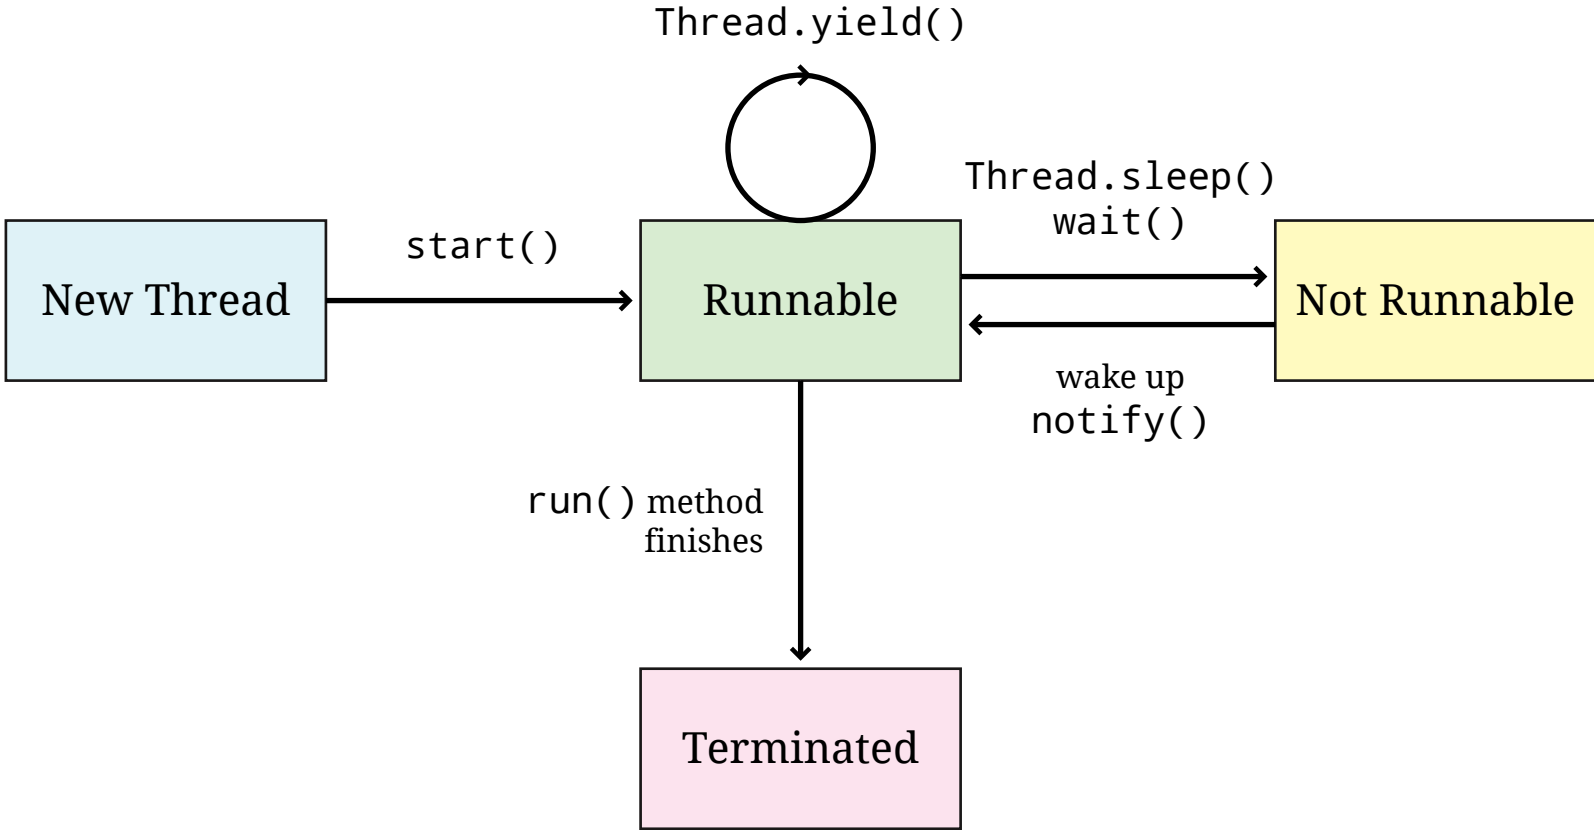 Thread.yield()
Thread.sleep()
wait()
start()
New Thread
Runnable
Not Runnable
wake up
notify()
run() method
finishes
Terminated